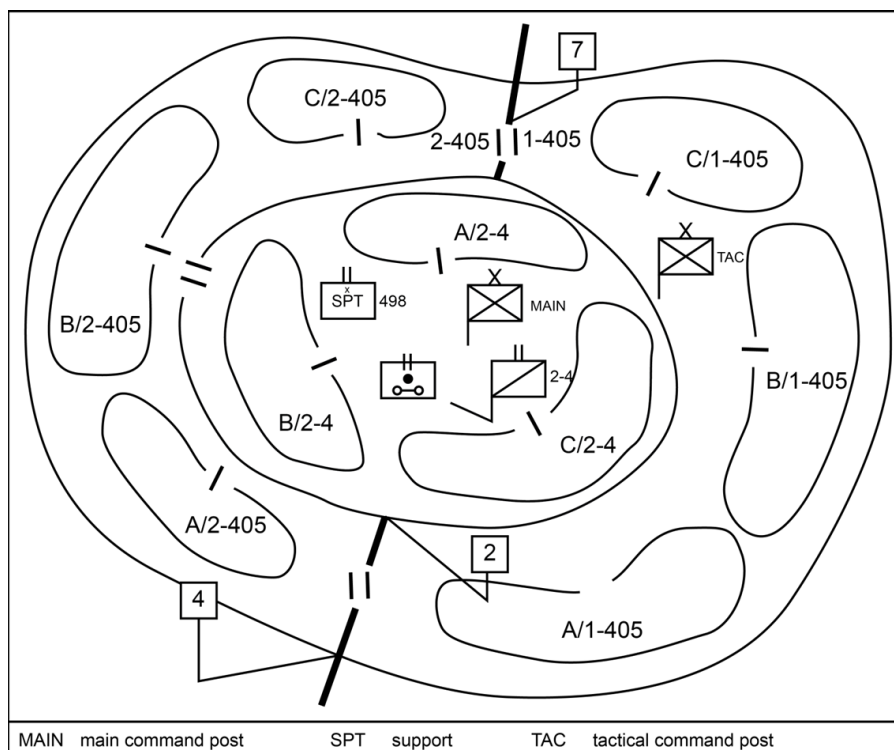 7
C/2-405
2-405 1-405
C/1-405
A/2-4
X
X
TAC
x
SPT 498
MAIN
B/2-405
2-4
B/1-405
B/2-4
C/2-4
A/2-405
2
4
A/1-405
MAIN main command post SPT support TAC tactical command post